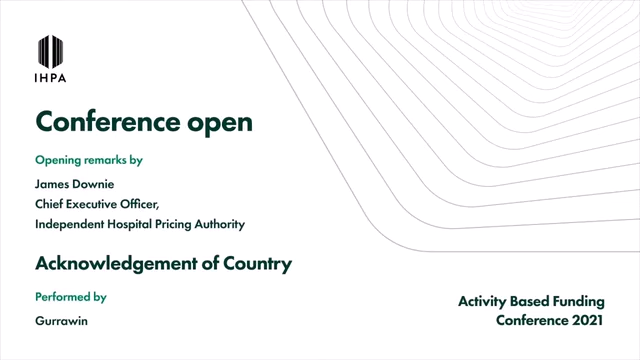 IHPA
Conference open
Opening remarks by
James Downie
Chief Executive Officer,
Independent Hospital Pricing Authority
Acknowledgement of Country
Performed by
Gurrawin
Activity Based Funding
Conference 2021